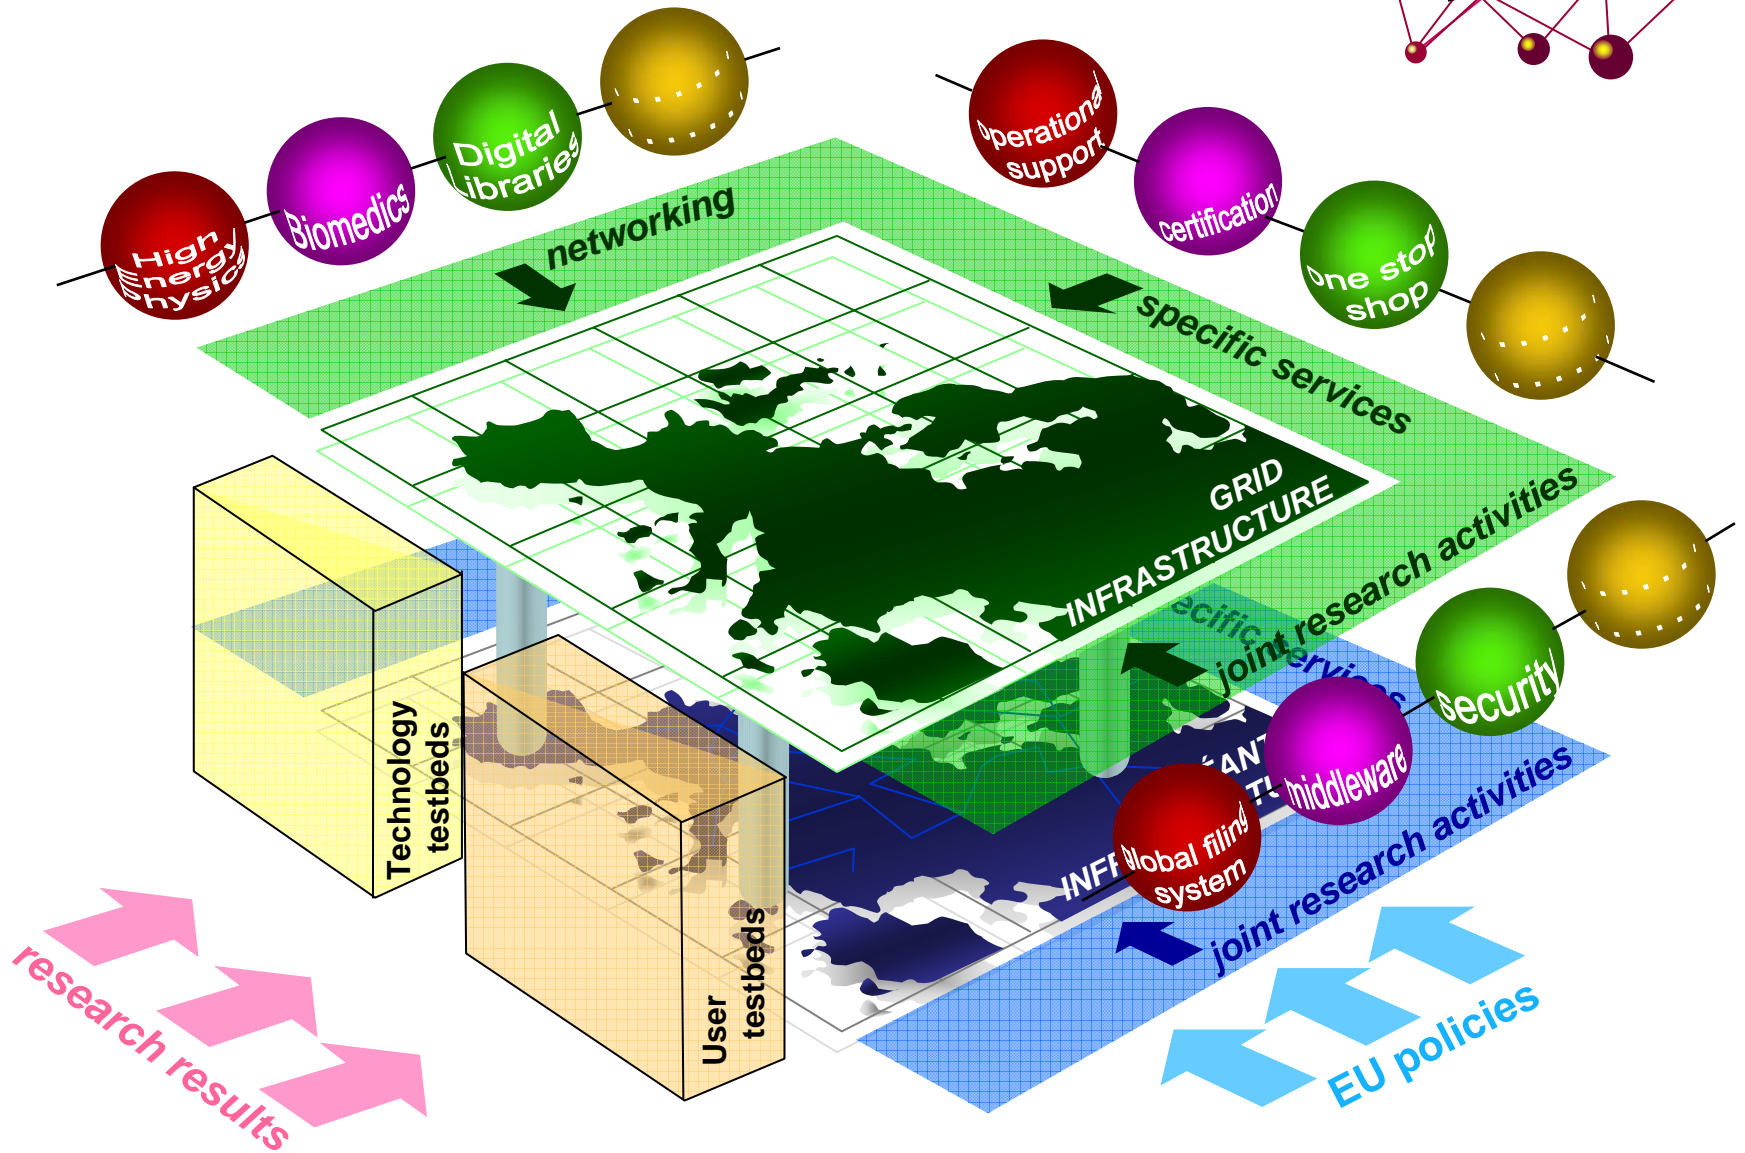 High
Energy
Physics
Biomedics
Digital
Libraries
operational
support
certification
One stop
shop
networking
specific services
GRID
INFRASTRUCTURE
joint research activities
security
middleware
Global filing
system
joint research activities
Technology
testbeds
User
testbeds
research results
EU policies